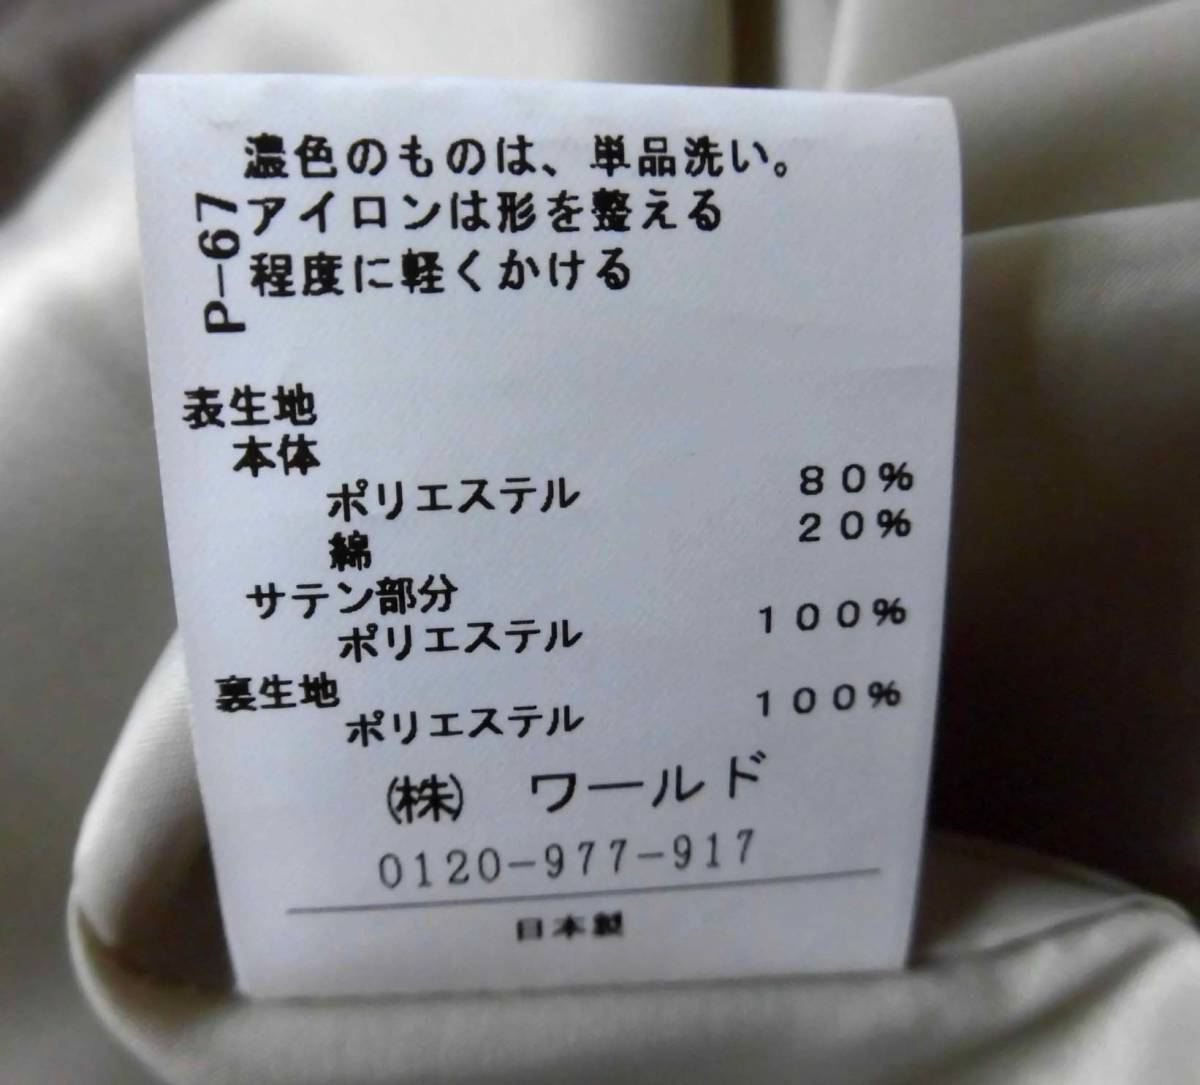 濃色のものは、単品洗い。
アイロンは形を整える
程度に軽くかける
P-67
表生地
本体
ポリエステル 80%
綿 20%
サテン部分
ポリエステル 100%
裏生地
ポリエステル 100%
(株) ワールド
0120-977-917
日本製